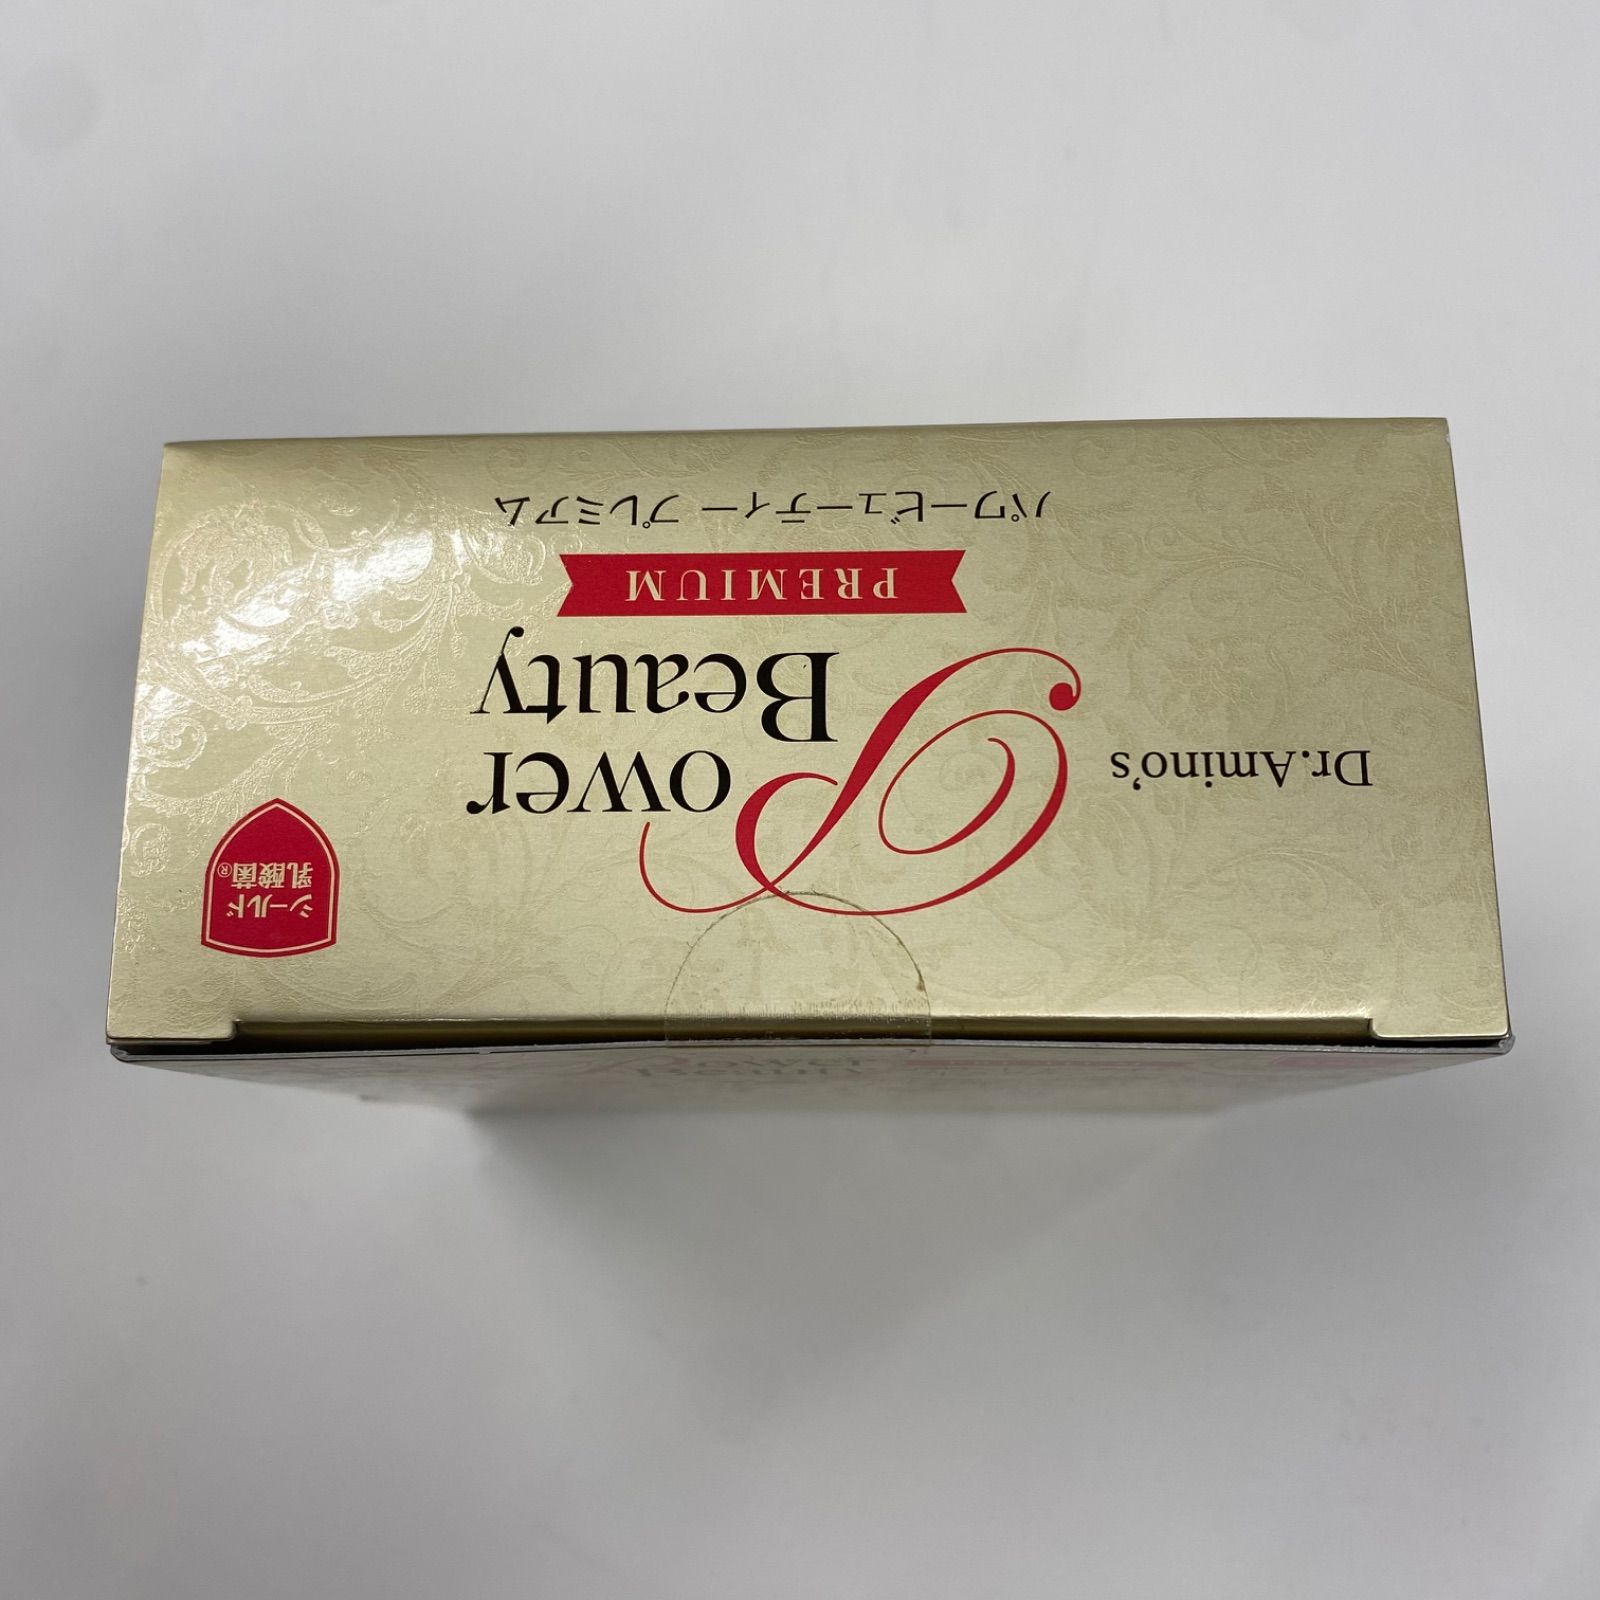 Dr.Amino's
Power
Beauty
PREMIUM
パワービューティー プレミアム
シールド
乳酸菌®